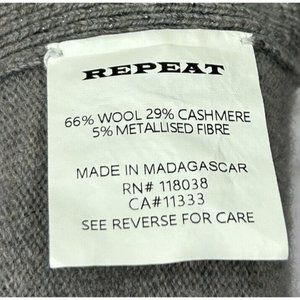 REPEAT
66% WOOL 29% CASHMERE
5% METALLISED FIBRE
MADE IN MADAGASCAR
RN# 118038
CA#11333
SEE REVERSE FOR CARE